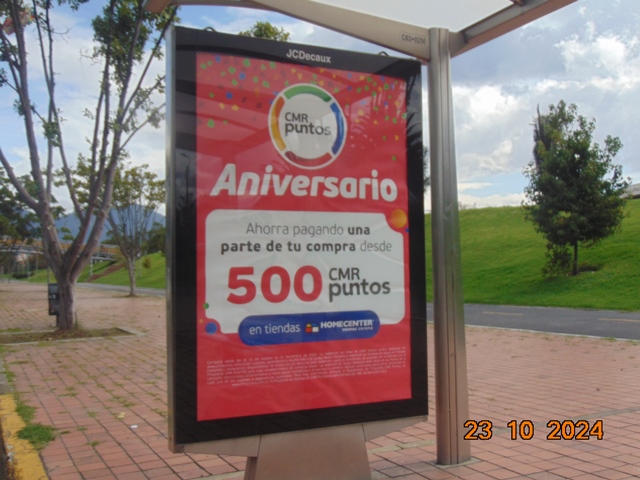 JCDecaux
CMR
puntos
Aniversario
Ahorra pagando una
parte de tu compra desde
500 CMR
puntos
en tiendas HOMECENTER
23 10 2024